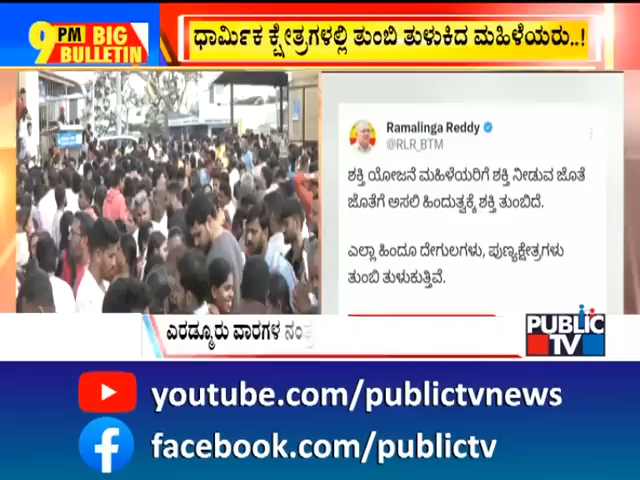 9 PM BIG BULLETIN
ಧಾರ್ಮಿಕ ಕ್ಷೇತ್ರಗಳಲ್ಲಿ ತುಂಬಿ ತುಳುಕಿದ ಮಹಿಳೆಯರು..!
Ramalinga Reddy
@RLR_BTM
ಶಕ್ತಿ ಯೋಜನೆ ಮಹಿಳೆಯರಿಗೆ ಶಕ್ತಿ ನೀಡುವ ಜೊತೆ
ಜೊತೆಗೆ ಅಸಲಿ ಹಿಂದುತ್ವಕ್ಕೆ ಶಕ್ತಿ ತುಂಬಿದೆ.
ಎಲ್ಲಾ ಹಿಂದೂ ದೇಗುಲಗಳು, ಪುಣ್ಯಕ್ಷೇತ್ರಗಳು
ತುಂಬಿ ತುಳುಕುತ್ತಿವೆ.
ಎರಡ್ಮೂರು ವಾರಗಳ ನಂತ
PUBLIC
TV
youtube.com/publictvnews
facebook.com/publictv